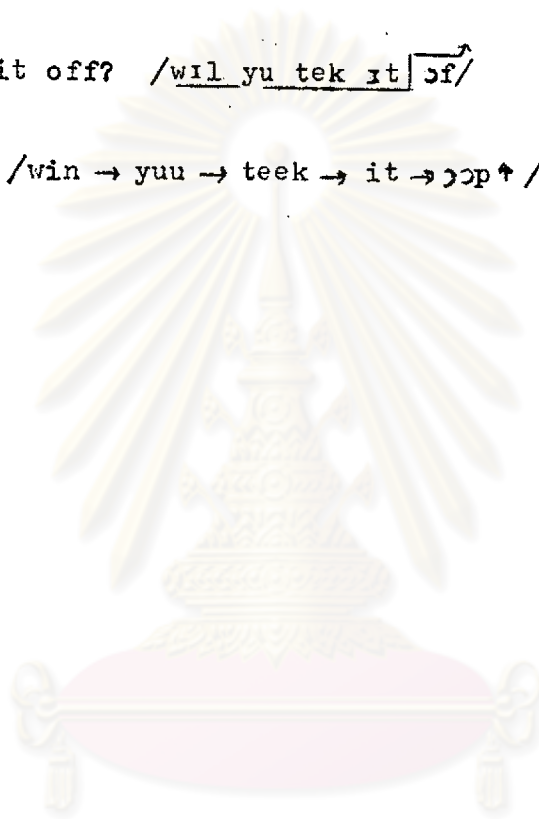 it off? /wɪl yu tek ɪt ɔf/
/win → yuu → teek → it → ɔɔp ↑ /